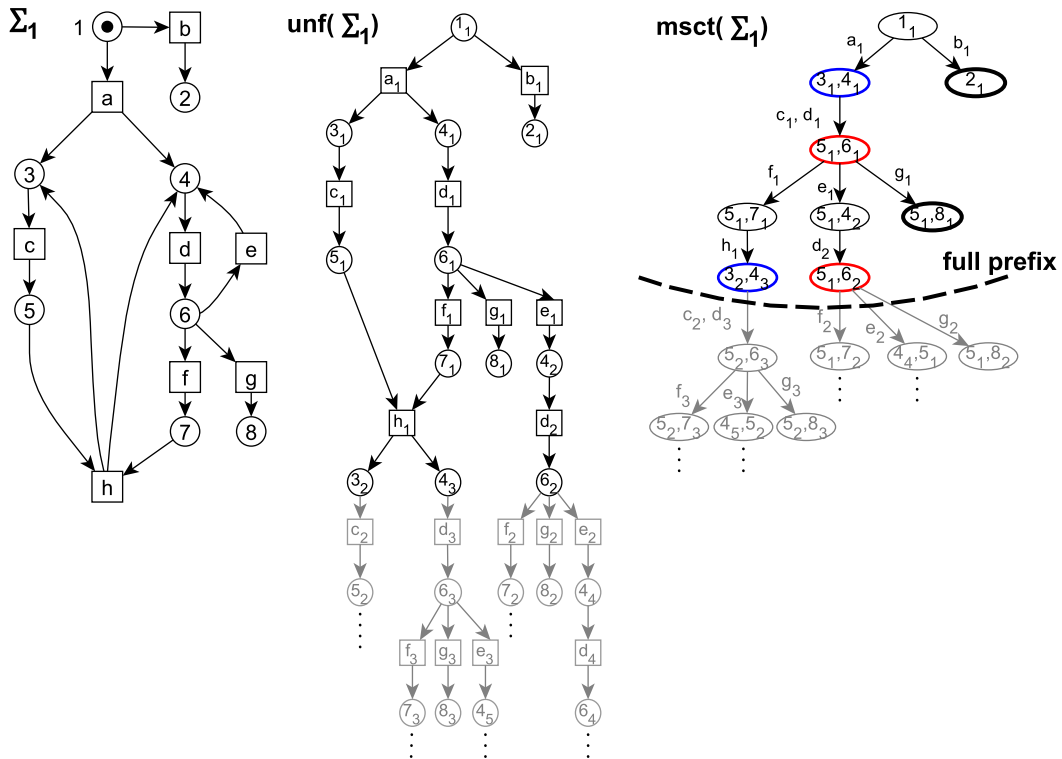 Σ₁
1
b
2
a
3
4
c
d
e
5
6
f
g
7
8
h
unf( Σ₁)
1₁
a₁
b₁
3₁
4₁
2₁
c₁
d₁
5₁
6₁
f₁
g₁
e₁
7₁
8₁
4₂
h₁
d₂
3₂
4₃
6₂
c₂
d₃
f₂
g₂
e₂
5₂
6₃
7₂
8₂
4₄
f₃
g₃
e₃
d₄
7₃
8₃
4₅
6₄
msct( Σ₁)
1₁
a₁
b₁
3₁,4₁
2₁
c₁, d₁
5₁,6₁
f₁
e₁
g₁
5₁,7₁
5₁,4₂
5₁,8₁
h₁
d₂
full prefix
3₂,4₃
5₁,6₂
c₂, d₃
f₂
e₂
g₂
5₂,6₃
5₁,7₂
4₄,5₁
5₁,8₂
f₃
e₃
g₃
5₂,7₃
4₅,5₂
5₂,8₃